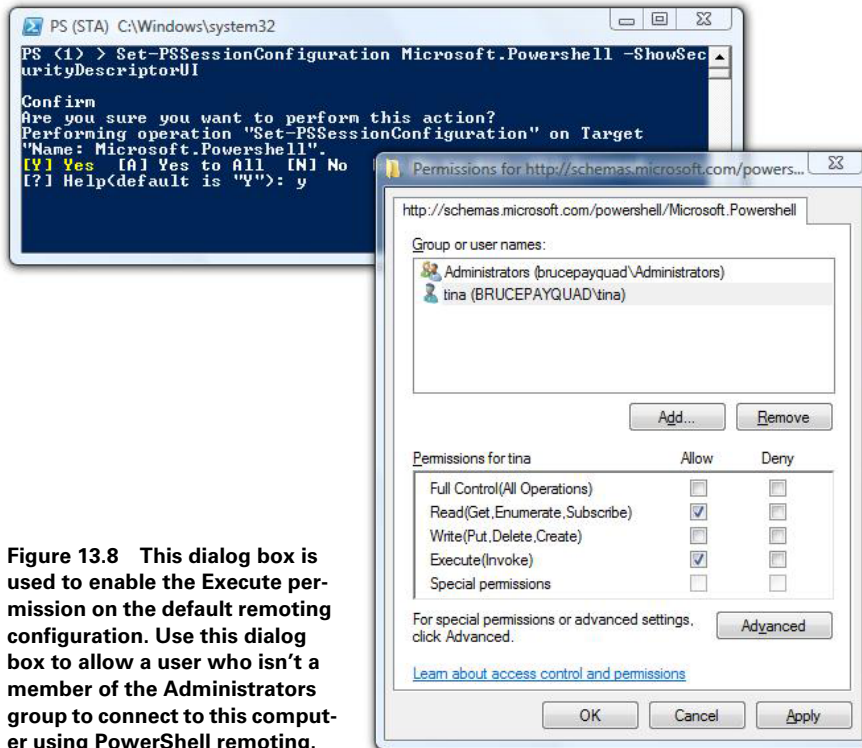 PS (STA) C:\Windows\system32
PS (1) > Set-PSSessionConfiguration Microsoft.Powershell -ShowSec
urityDescriptorUI
Confirm
Are you sure you want to perform this action?
Performing operation "Set-PSSessionConfiguration" on Target
"Name: Microsoft.Powershell".
[Y] Yes [A] Yes to All [N] No
[?] Help(default is "Y"): y
Permissions for http://schemas.microsoft.com/powers...
http://schemas.microsoft.com/powershell/Microsoft.Powershell
Group or user names:
Administrators (brucepayquad\Administrators)
tina (BRUCEPAYQUAD\tina)
Add...
Remove
Permissions for tina
Allow
Deny
Full Control(All Operations)
Read(Get,Enumerate,Subscribe)
Write(Put,Delete,Create)
Execute(Invoke)
Special permissions
For special permissions or advanced settings,
click Advanced.
Advanced
Learn about access control and permissions
OK
Cancel
Apply
Figure 13.8 This dialog box is
used to enable the Execute per-
mission on the default remoting
configuration. Use this dialog
box to allow a user who isn't a
member of the Administrators
group to connect to this comput-
er using PowerShell remoting.